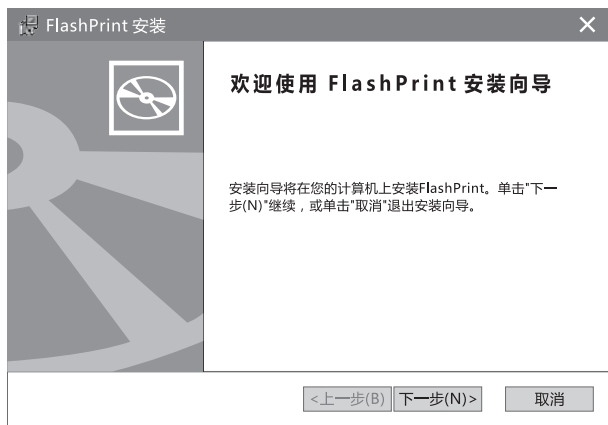 FlashPrint 安装
欢迎使用 FlashPrint 安装向导
安装向导将在您的计算机上安装FlashPrint。单击"下一
步(N)"继续，或单击"取消"退出安装向导。
<上一步(B) 下一步(N)> 取消